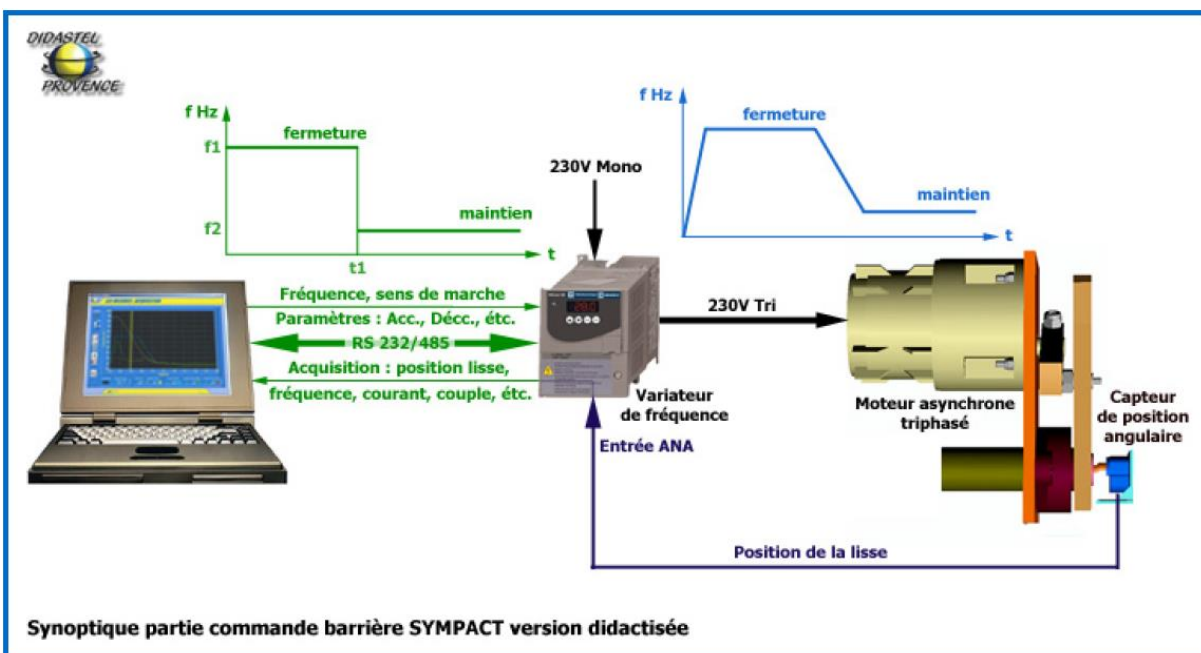 DIDASTEL
PROVENCE
f Hz
f1
fermeture
f2
maintien
t1
t
230V Mono
f Hz
fermeture
maintien
t
Fréquence, sens de marche
Paramètres : Acc., Décc., étc.
RS 232/485
Acquisition : position lisse,
fréquence, courant, couple, étc.
230V Tri
Variateur
de fréquence
Moteur asynchrone
triphasé
Capteur
de position
angulaire
Entrée ANA
Position de la lisse
Synoptique partie commande barrière SYMPACT version didactisée